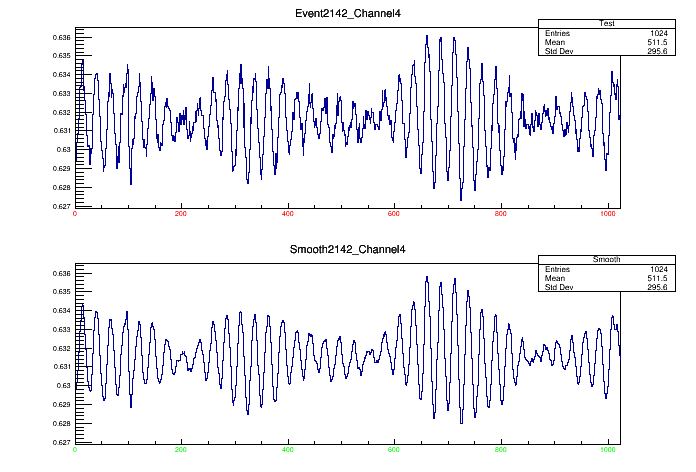 Event2142_Channel4
Test
Entries 1024
Mean 511.5
Std Dev 295.6
0.636
0.635
0.634
0.633
0.632
0.631
0.63
0.629
0.628
0.627
0 200 400 600 800 1000
Smooth2142_Channel4
Smooth
Entries 1024
Mean 511.5
Std Dev 295.6
0.636
0.635
0.634
0.633
0.632
0.631
0.63
0.629
0.628
0.627
0 200 400 600 800 1000